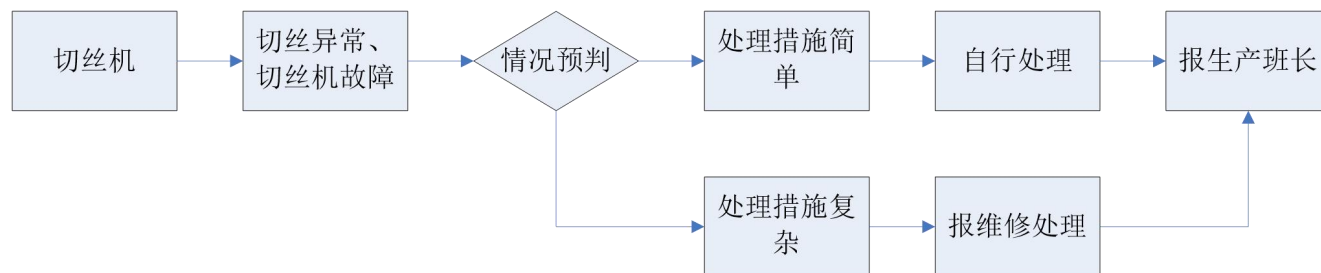 切丝机
切丝异常、
切丝机故障
情况预判
处理措施简
单
自行处理
报生产班长
处理措施复
杂
报维修处理